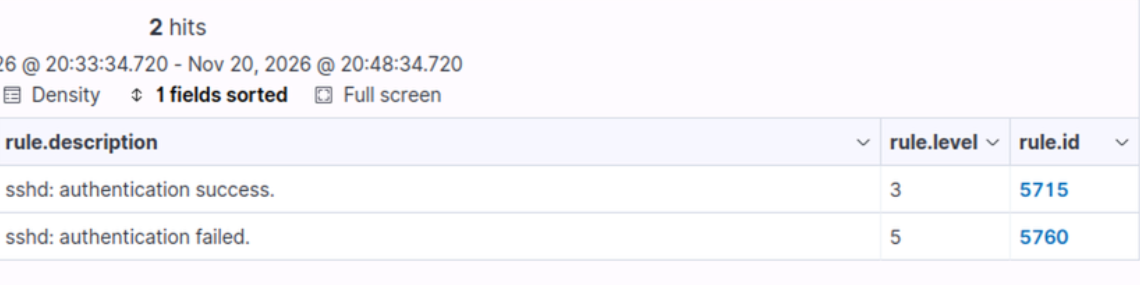 2 hits
26 @ 20:33:34.720 - Nov 20, 2026 @ 20:48:34.720
Density 1 fields sorted Full screen
rule.description rule.level rule.id
sshd: authentication success. 3 5715
sshd: authentication failed. 5 5760